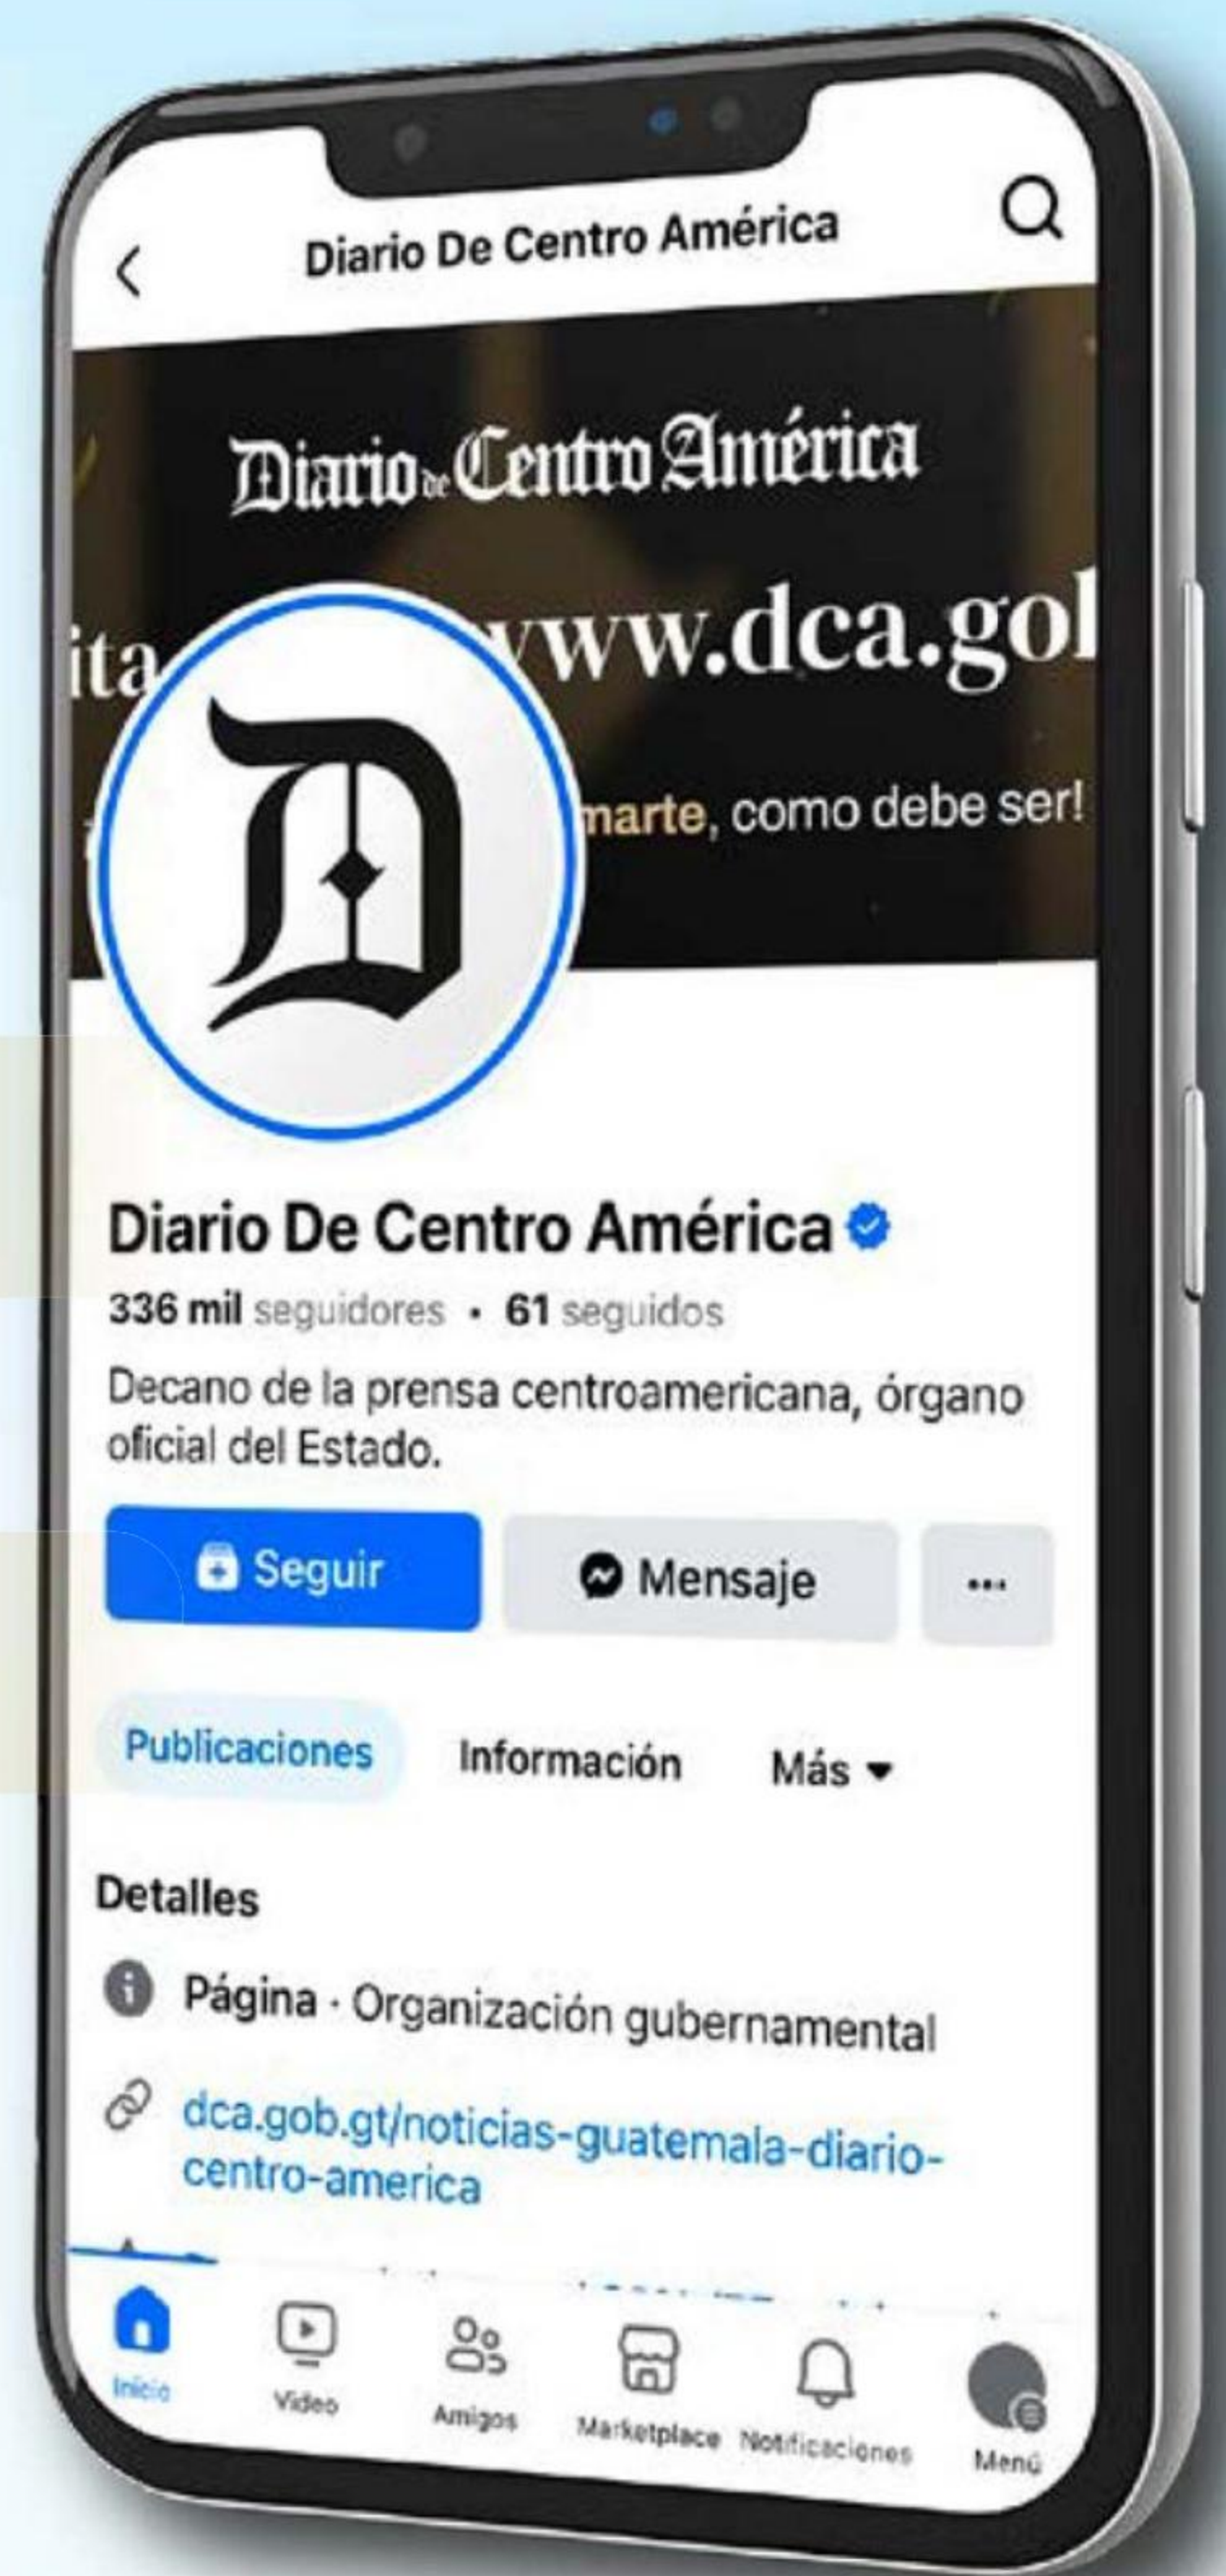 Diario De Centro América
Diario de Centro América
ita www.dca.gob
marte, como debe ser!
D
Diario De Centro América
336 mil seguidores • 61 seguidos
Decano de la prensa centroamericana, órgano
oficial del Estado.
Seguir Mensaje ...
Publicaciones Información Más
Detalles
Página · Organización gubernamental
dca.gob.gt/noticias-guatemala-diario-
centro-america
Inicio Video Amigos Marketplace Notificaciones Menú